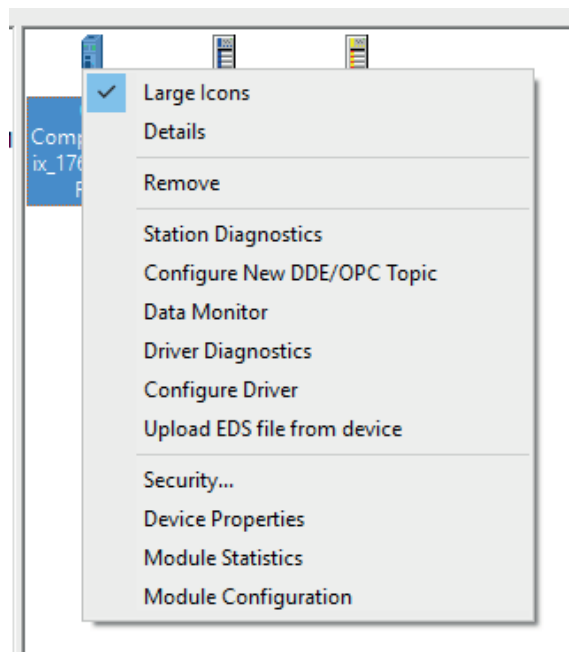 Large Icons
Details
Remove
Station Diagnostics
Configure New DDE/OPC Topic
Data Monitor
Driver Diagnostics
Configure Driver
Upload EDS file from device
Security...
Device Properties
Module Statistics
Module Configuration